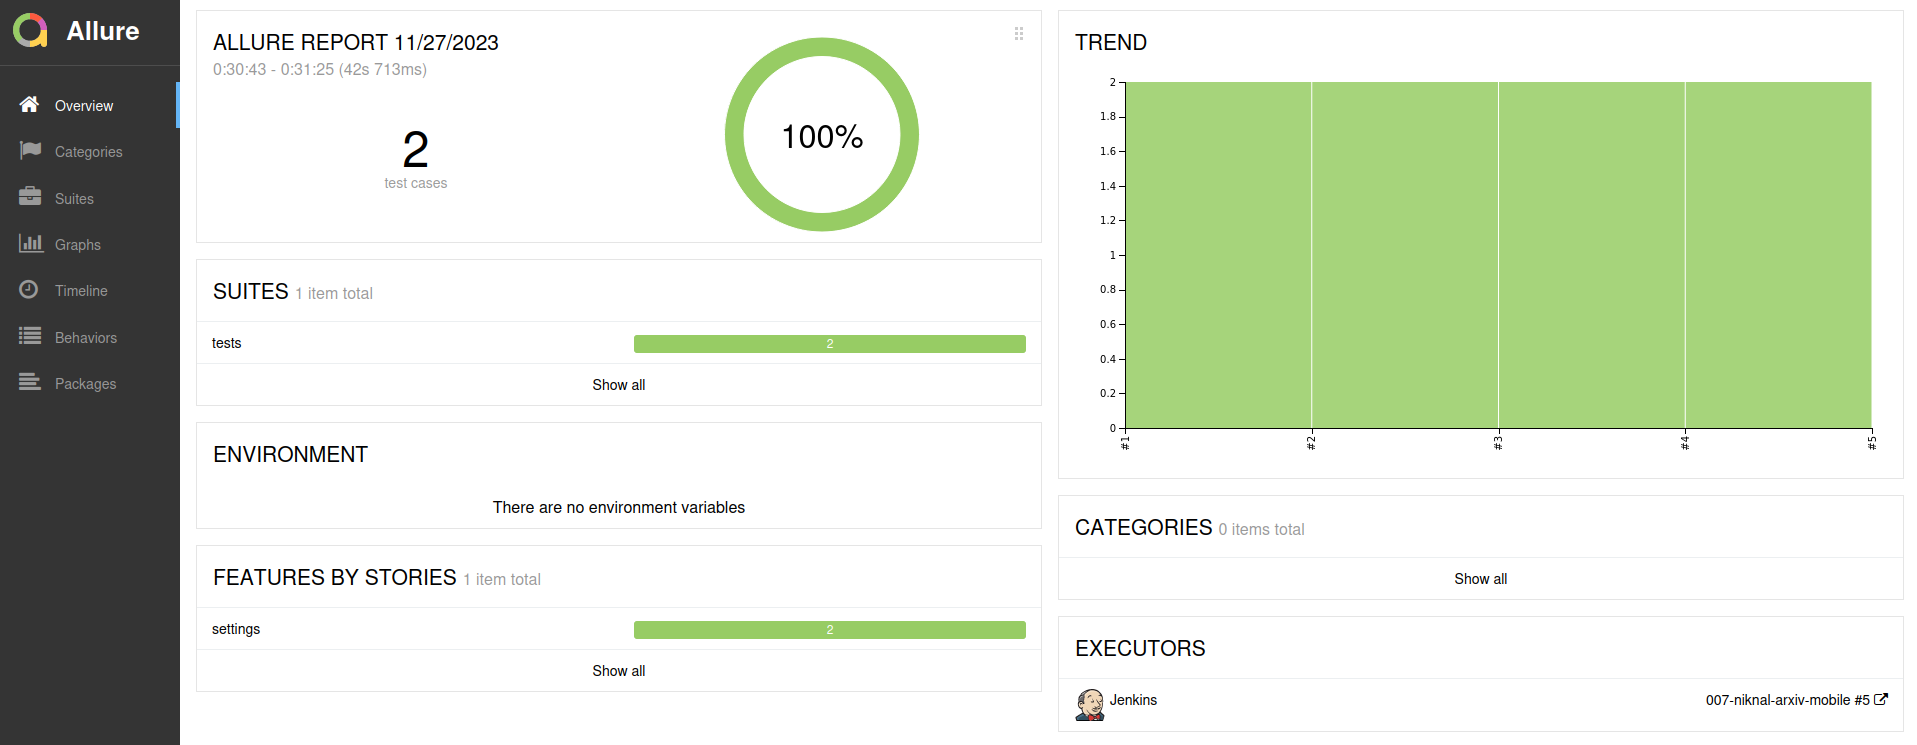 Allure
Overview
Categories
Suites
Graphs
Timeline
Behaviors
Packages
ALLURE REPORT 11/27/2023
0:30:43 - 0:31:25 (42s 713ms)
2
test cases
100%
SUITES 1 item total
tests 2
Show all
ENVIRONMENT
There are no environment variables
FEATURES BY STORIES 1 item total
settings 2
Show all
TREND
2
1.8
1.6
1.4
1.2
1
0.8
0.6
0.4
0.2
0
#1 #2 #3 #4 #5
CATEGORIES 0 items total
Show all
EXECUTORS
Jenkins 007-niknal-arxiv-mobile #5